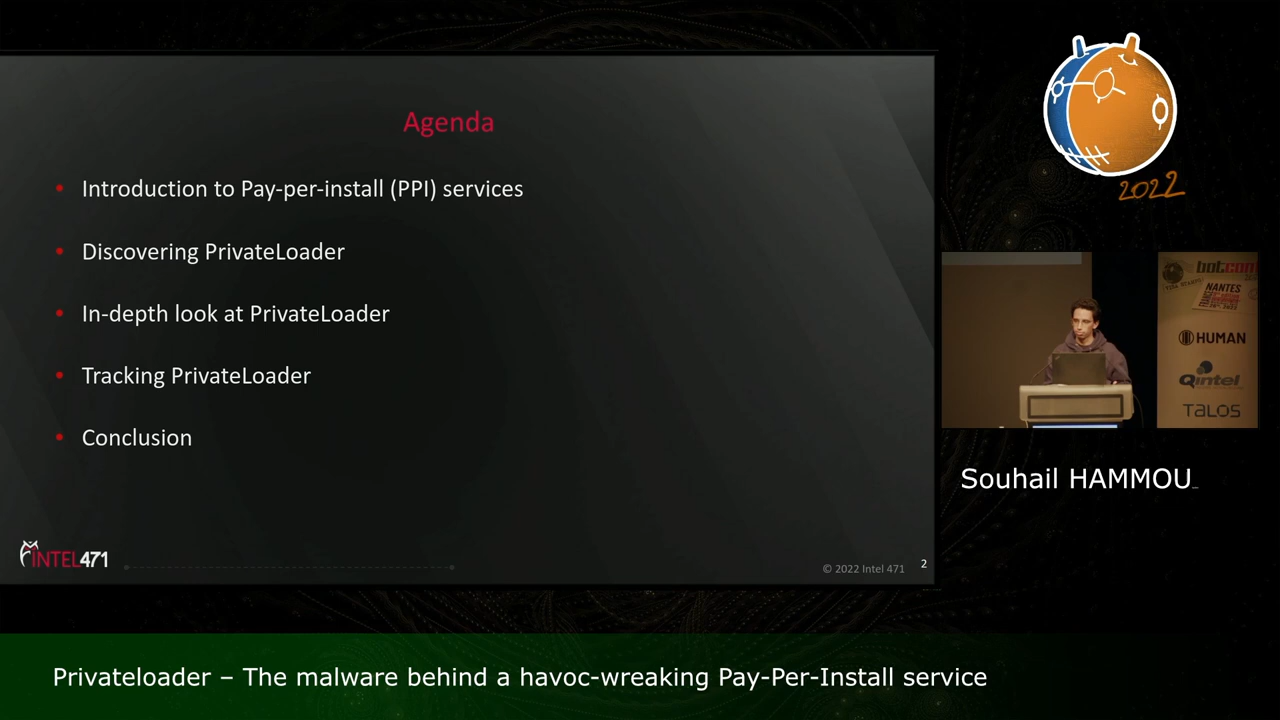 Agenda
• Introduction to Pay-per-install (PPI) services
• Discovering PrivateLoader
• In-depth look at PrivateLoader
• Tracking PrivateLoader
• Conclusion
INTEL471
© 2022 Intel 471
2
2022
NANTES
HUMAN
Qintel
TALOS
Souhail HAMMOU_
Privateloader – The malware behind a havoc-wreaking Pay-Per-Install service